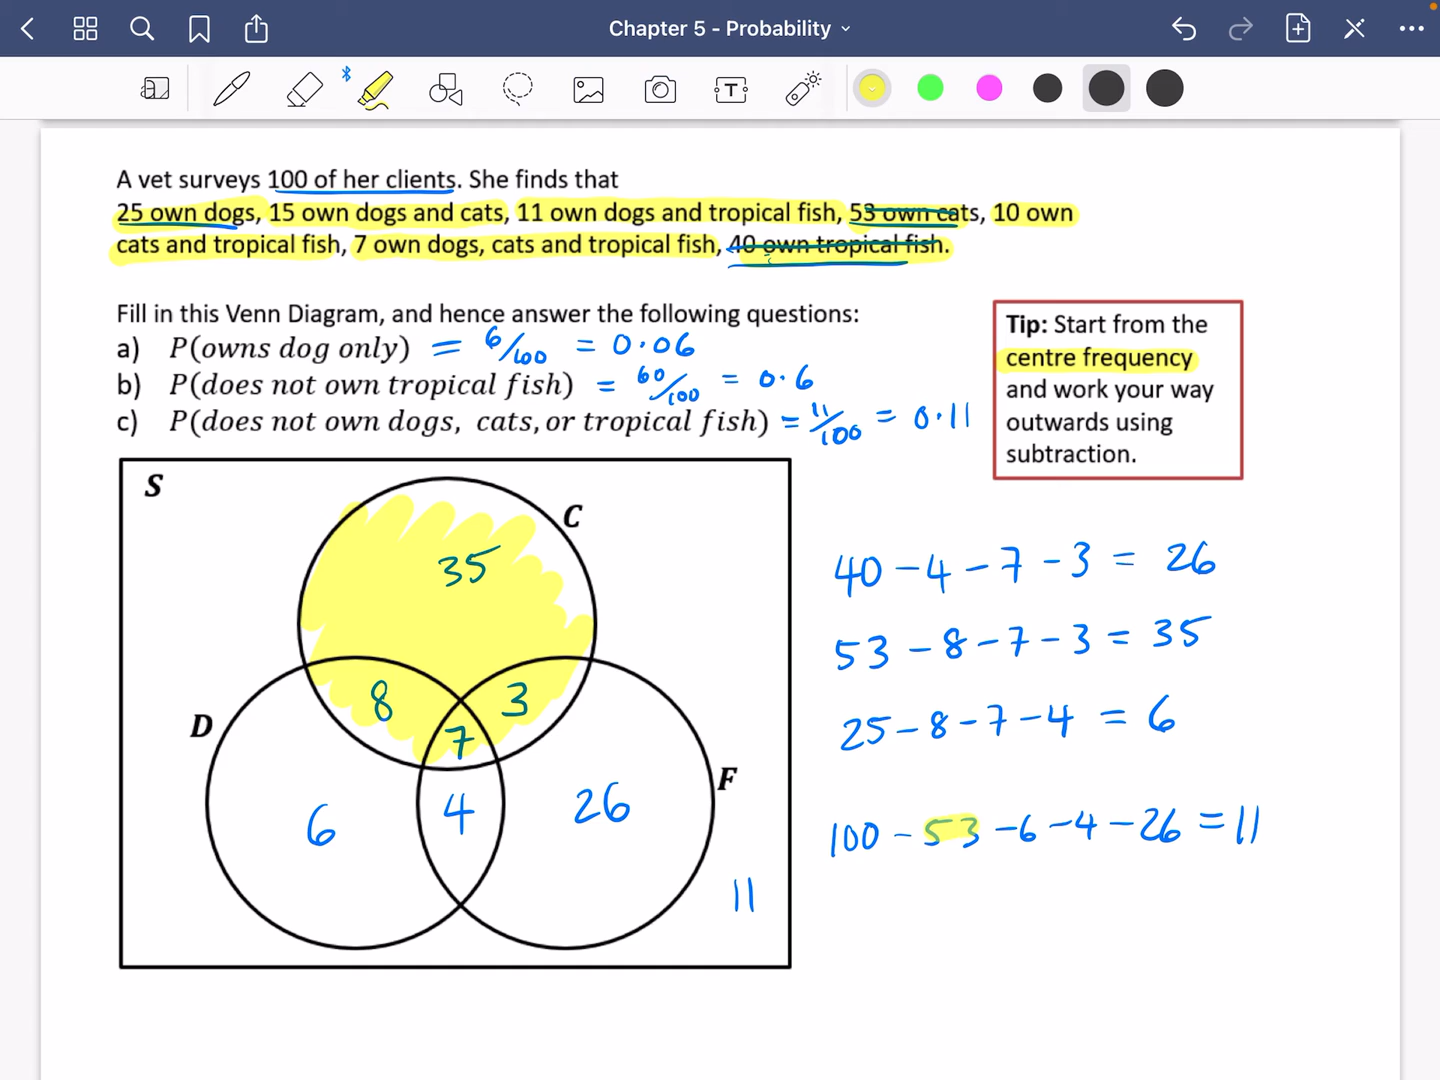 Chapter 5 - Probability
A vet surveys 100 of her clients. She finds that
25 own dogs, 15 own dogs and cats, 11 own dogs and tropical fish, 53 own cats, 10 own
cats and tropical fish, 7 own dogs, cats and tropical fish, 40 own tropical fish.
Fill in this Venn Diagram, and hence answer the following questions:
a) P(owns dog only) = 6/100 = 0.06
b) P(does not own tropical fish) = 60/100 = 0.6
c) P(does not own dogs, cats, or tropical fish) = 11/100 = 0.11
Tip: Start from the
centre frequency
and work your way
outwards using
subtraction.
S
C
35
D
8
3
7
F
6
4
26
11
40 - 4 - 7 - 3 = 26
53 - 8 - 7 - 3 = 35
25 - 8 - 7 - 4 = 6
100 - 53 - 6 - 4 - 26 = 11